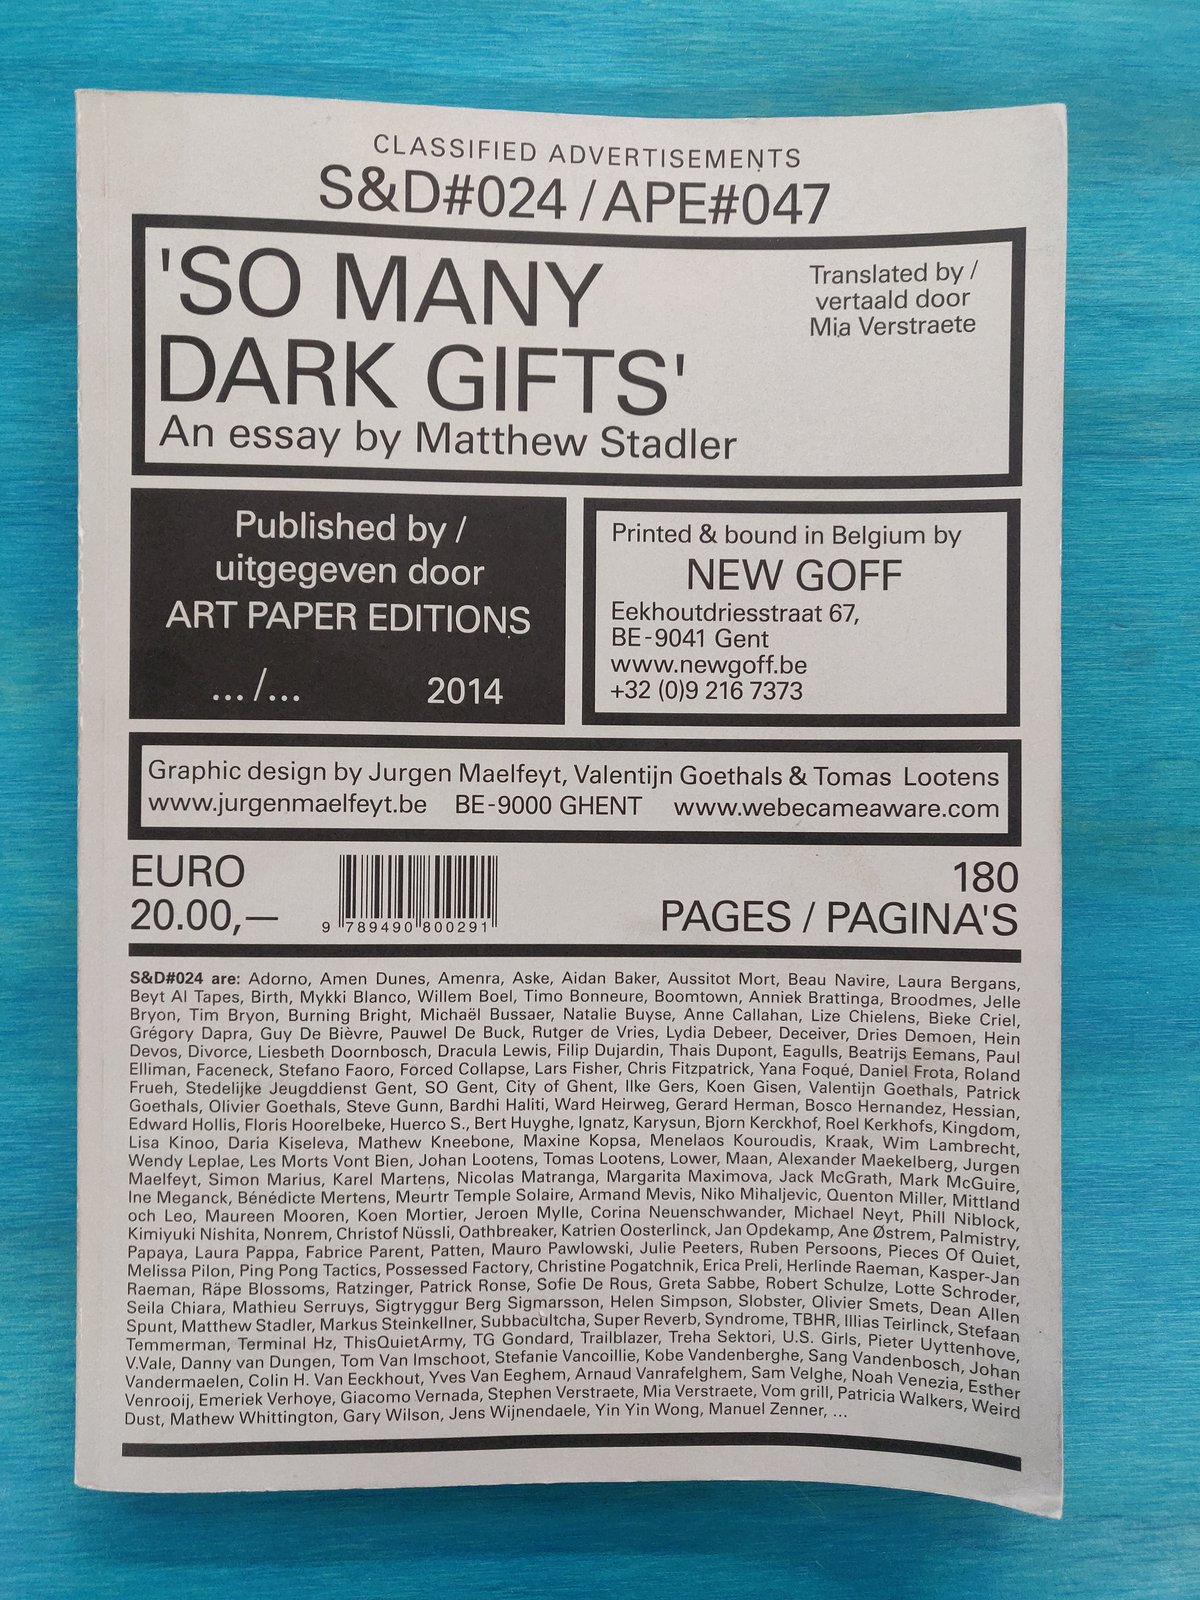 CLASSIFIED ADVERTISEMENTS
S&D#024 / APE#047
'SO MANY
DARK GIFTS'
An essay by Matthew Stadler
Translated by /
vertaald door
Mia Verstraete
Published by /
uitgegeven door
ART PAPER EDITIONS
... /... 2014
Printed & bound in Belgium by
NEW GOFF
Eekhoutdriesstraat 67,
BE-9041 Gent
www.newgoff.be
+32 (0)9 216 7373
Graphic design by Jurgen Maelfeyt, Valentijn Goethals & Tomas Lootens
www.jurgenmaelfeyt.be BE-9000 GHENT www.webecameaware.com
EURO
20.00,—
9 789490 800291
180
PAGES / PAGINA'S
S&D#024 are: Adorno, Amen Dunes, Amenra, Aske, Aidan Baker, Aussitot Mort, Beau Navire, Laura Bergans,
Beyt Al Tapes, Birth, Mykki Blanco, Willem Boel, Timo Bonneure, Boomtown, Anniek Brattinga, Broodmes, Jelle
Bryon, Tim Bryon, Burning Bright, Michaël Bussaer, Natalie Buyse, Anne Callahan, Lize Chielens, Bieke Criel,
Grégory Dapra, Guy De Bièvre, Pauwel De Buck, Rutger de Vries, Lydia Debeer, Deceiver, Dries Demoen, Hein
Devos, Divorce, Liesbeth Doornbosch, Dracula Lewis, Filip Dujardin, Thais Dupont, Eagulls, Beatrijs Eemans, Paul
Elliman, Faceneck, Stefano Faoro, Forced Collapse, Lars Fisher, Chris Fitzpatrick, Yana Foqué, Daniel Frota, Roland
Frueh, Stedelijke Jeugddienst Gent, SO Gent, City of Ghent, Ilke Gers, Koen Gisen, Valentijn Goethals, Patrick
Goethals, Olivier Goethals, Steve Gunn, Bardhi Haliti, Ward Heirweg, Gerard Herman, Bosco Hernandez, Hessian,
Edward Hollis, Floris Hoorelbeke, Huerco S., Bert Huyghe, Ignatz, Karysun, Bjorn Kerckhof, Roel Kerkhofs, Kingdom,
Lisa Kinoo, Daria Kiseleva, Mathew Kneebone, Maxine Kopsa, Menelaos Kouroudis, Kraak, Wim Lambrecht,
Wendy Leplae, Les Morts Vont Bien, Johan Lootens, Tomas Lootens, Lower, Maan, Alexander Maekelberg, Jurgen
Maelfeyt, Simon Marius, Karel Martens, Nicolas Matranga, Margarita Maximova, Jack McGrath, Mark McGuire,
Ine Meganck, Bénédicte Mertens, Meurtr Temple Solaire, Armand Mevis, Niko Mihaljevic, Quenton Miller, Mittland
och Leo, Maureen Mooren, Koen Mortier, Jeroen Mylle, Corina Neuenschwander, Michael Neyt, Phill Niblock,
Kimiyuki Nishita, Nonrem, Christof Nüssli, Oathbreaker, Katrien Oosterlinck, Jan Opdekamp, Ane Østrem, Palmistry,
Papaya, Laura Pappa, Fabrice Parent, Patten, Mauro Pawlowski, Julie Peeters, Ruben Persoons, Pieces Of Quiet,
Melissa Pilon, Ping Pong Tactics, Possessed Factory, Christine Pogatchnik, Erica Preli, Herlinde Raeman, Kasper-Jan
Raeman, Räpe Blossoms, Ratzinger, Patrick Ronse, Sofie De Rous, Greta Sabbe, Robert Schulze, Lotte Schroder,
Seila Chiara, Mathieu Serruys, Sigtryggur Berg Sigmarsson, Helen Simpson, Slobster, Olivier Smets, Dean Allen
Spunt, Matthew Stadler, Markus Steinkellner, Subbacultcha, Super Reverb, Syndrome, TBHR, Illias Teirlinck, Stefaan
Temmerman, Terminal Hz, ThisQuietArmy, TG Gondard, Trailblazer, Treha Sektori, U.S. Girls, Pieter Uyttenhove,
V.Vale, Danny van Dungen, Tom Van Imschoot, Stefanie Vancoillie, Kobe Vandenberghe, Sang Vandenbosch, Johan
Vandermaelen, Colin H. Van Eeckhout, Yves Van Eeghem, Arnaud Vanrafelghem, Sam Velghe, Noah Venezia, Esther
Venrooij, Emeriek Verhoye, Giacomo Vernada, Stephen Verstraete, Mia Verstraete, Vom grill, Patricia Walkers, Weird
Dust, Mathew Whittington, Gary Wilson, Jens Wijnendaele, Yin Yin Wong, Manuel Zenner, ...